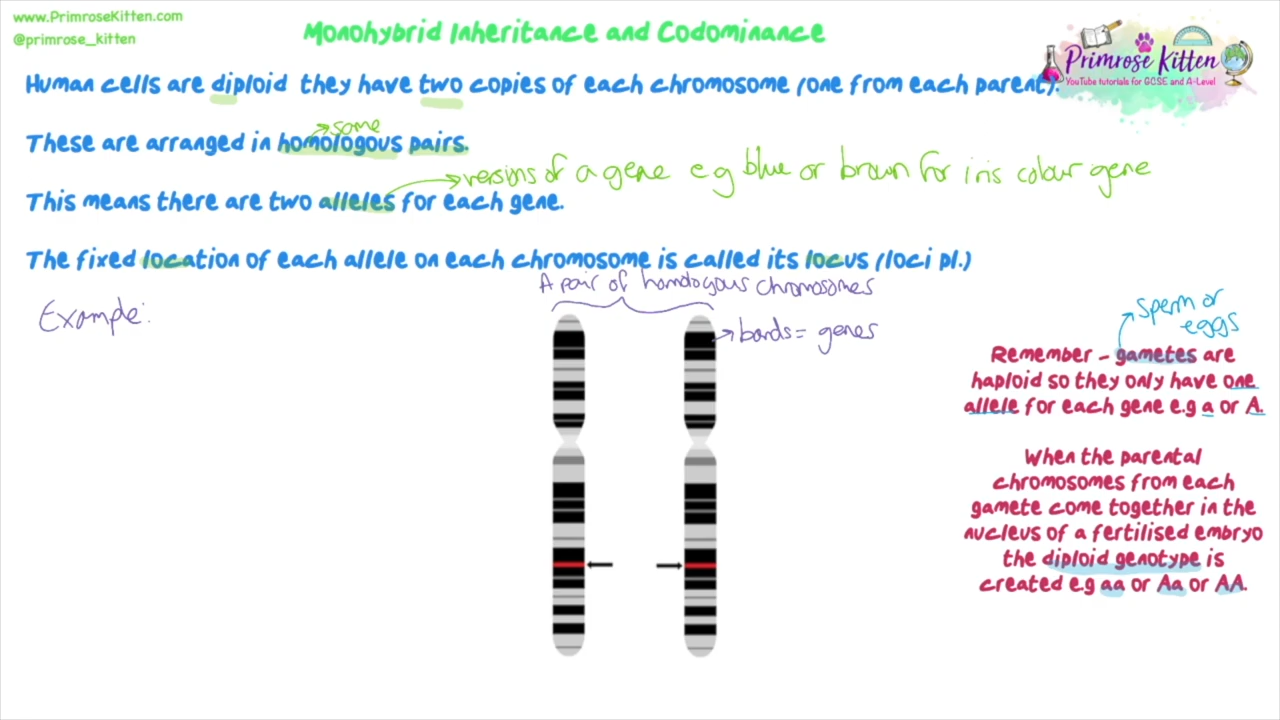 www.PrimroseKitten.com
@primrose_kitten
Monohybrid Inheritance and Codominance
Primrose Kitten
YouTube tutorials for GCSE and A-Level
Human cells are diploid they have two copies of each chromosome (one from each parent).
→ same
These are arranged in homologous pairs.
→ versions of a gene e.g blue or brown for iris colour gene
This means there are two alleles for each gene.
The fixed location of each allele on each chromosome is called its locus (loci pl.)
A pair of homologous chromosomes
Example:
→ bands = genes
sperm or
eggs
Remember - gametes are
haploid so they only have one
allele for each gene e.g a or A.
When the parental
chromosomes from each
gamete come together in the
nucleus of a fertilised embryo
the diploid genotype is
created e.g aa or Aa or AA.